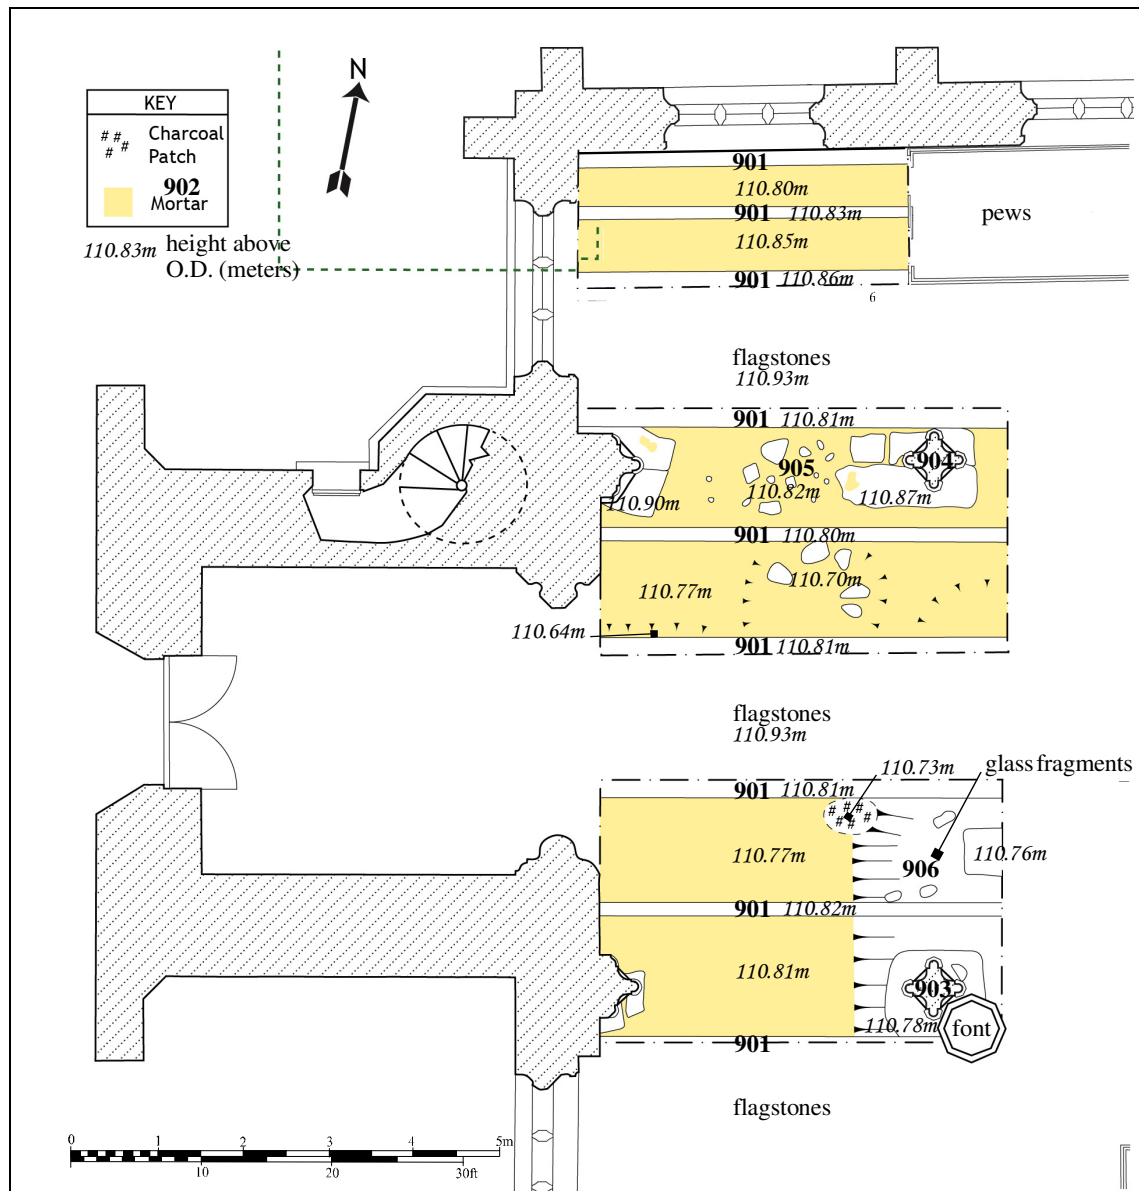 N
KEY
# # # # # Charcoal
Patch
902
Mortar
110.83m height above
O.D. (meters)
901
110.80m
901 110.83m
110.85m
901 110.86m
6
pews
flagstones
110.93m
901 110.81m
905
904
110.82m
110.87m
110.90m
901 110.80m
110.70m
110.77m
110.64m
901 110.81m
flagstones
110.93m
110.73m
glass fragments
901 110.81m
# # # # # #
110.77m
906
110.76m
901 110.82m
110.81m
903
110.78m
font
901
flagstones
0 1 2 3 4 5m
10 20 30ft